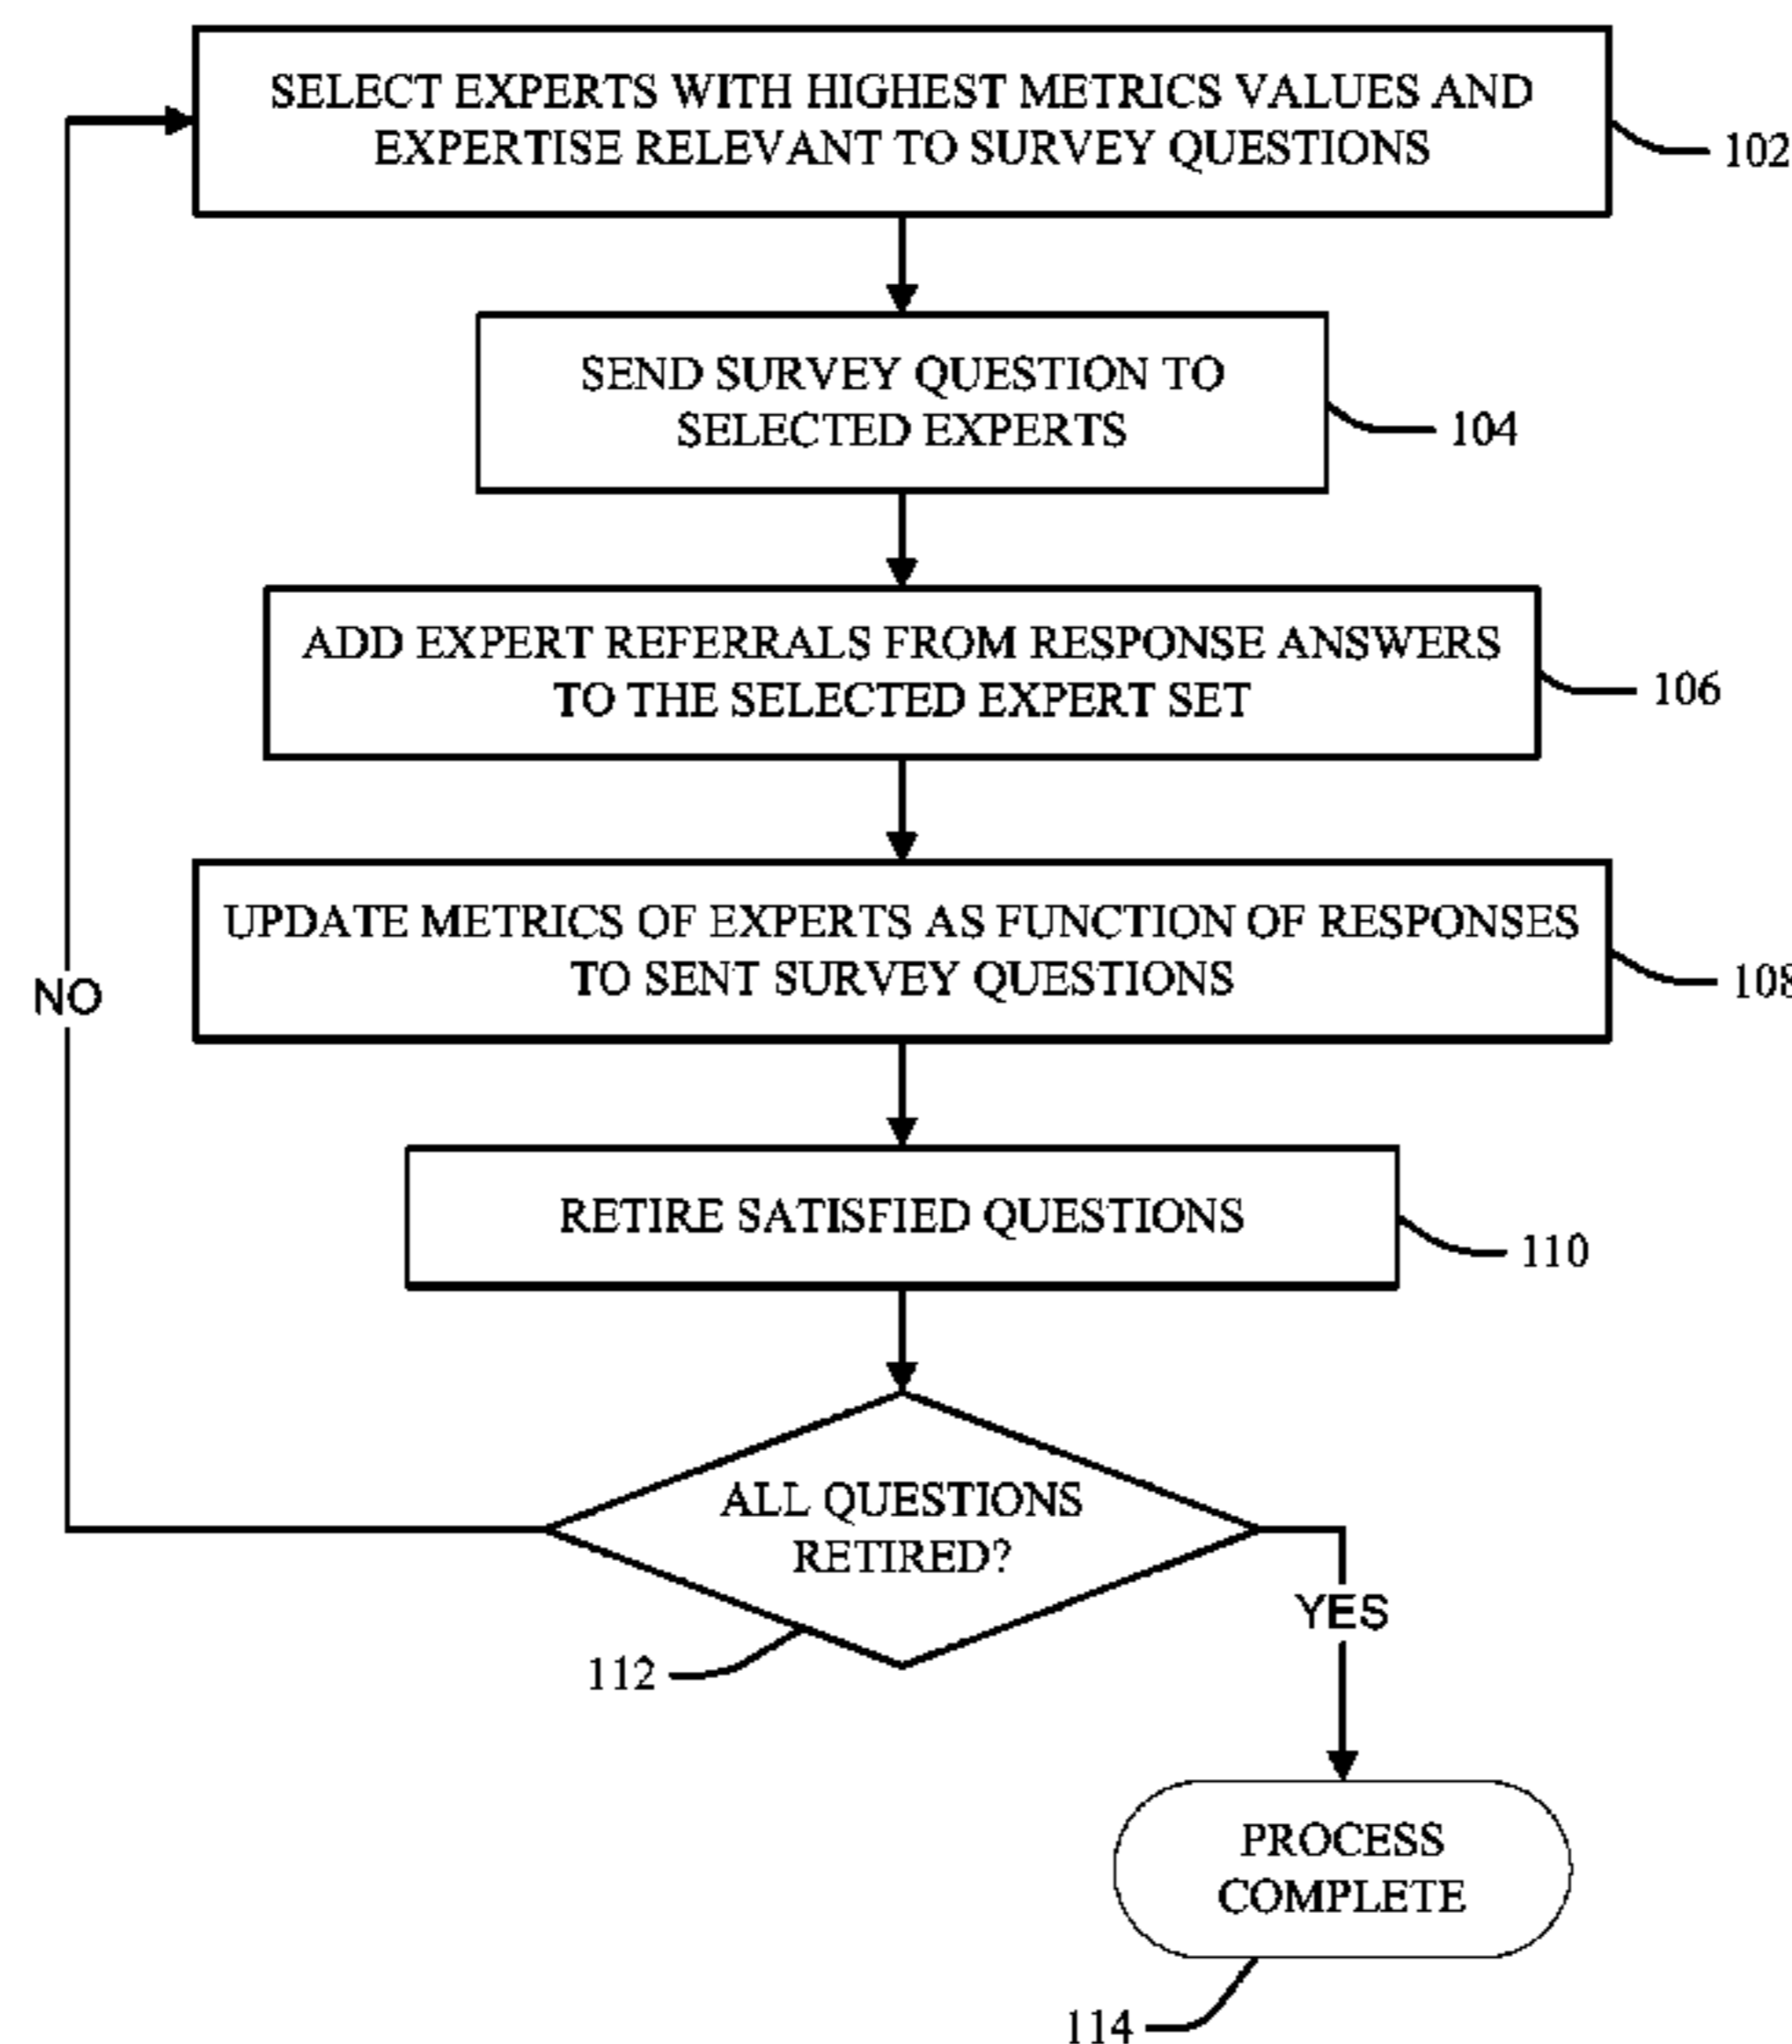 SELECT EXPERTS WITH HIGHEST METRICS VALUES AND
EXPERTISE RELEVANT TO SURVEY QUESTIONS
102
SEND SURVEY QUESTION TO
SELECTED EXPERTS
104
ADD EXPERT REFERRALS FROM RESPONSE ANSWERS
TO THE SELECTED EXPERT SET
106
UPDATE METRICS OF EXPERTS AS FUNCTION OF RESPONSES
TO SENT SURVEY QUESTIONS
108
NO
RETIRE SATISFIED QUESTIONS
110
ALL QUESTIONS
RETIRED?
YES
112
PROCESS
COMPLETE
114